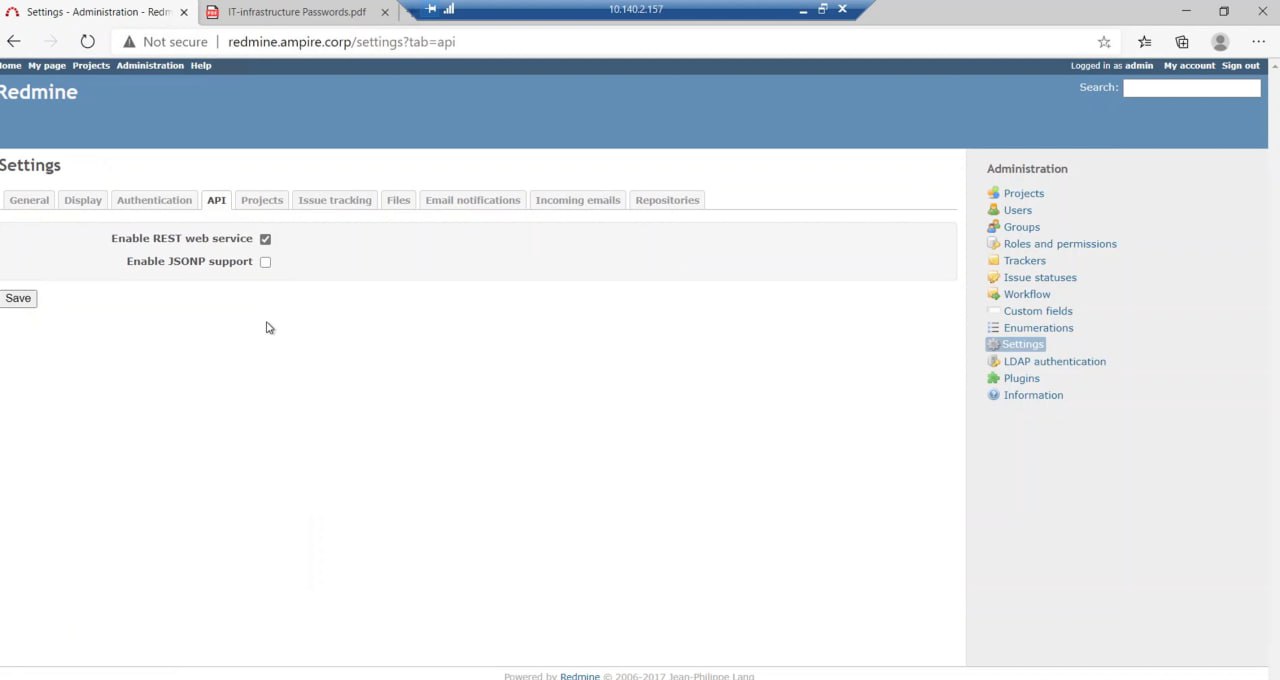 Settings - Administration - Redm
IT-infrastructure Passwords.pdf
10.140.2.157
Not secure | redmine.ampire.corp/settings?tab=api
ome My page Projects Administration Help
Logged in as admin My account Sign out
Redmine
Search:
Settings
General Display Authentication API Projects Issue tracking Files Email notifications Incoming emails Repositories
Enable REST web service
Enable JSONP support
Save
Administration
Projects
Users
Groups
Roles and permissions
Trackers
Issue statuses
Workflow
Custom fields
Enumerations
Settings
LDAP authentication
Plugins
Information
Powered by Redmine © 2006-2017 Jean-Philippe Lang